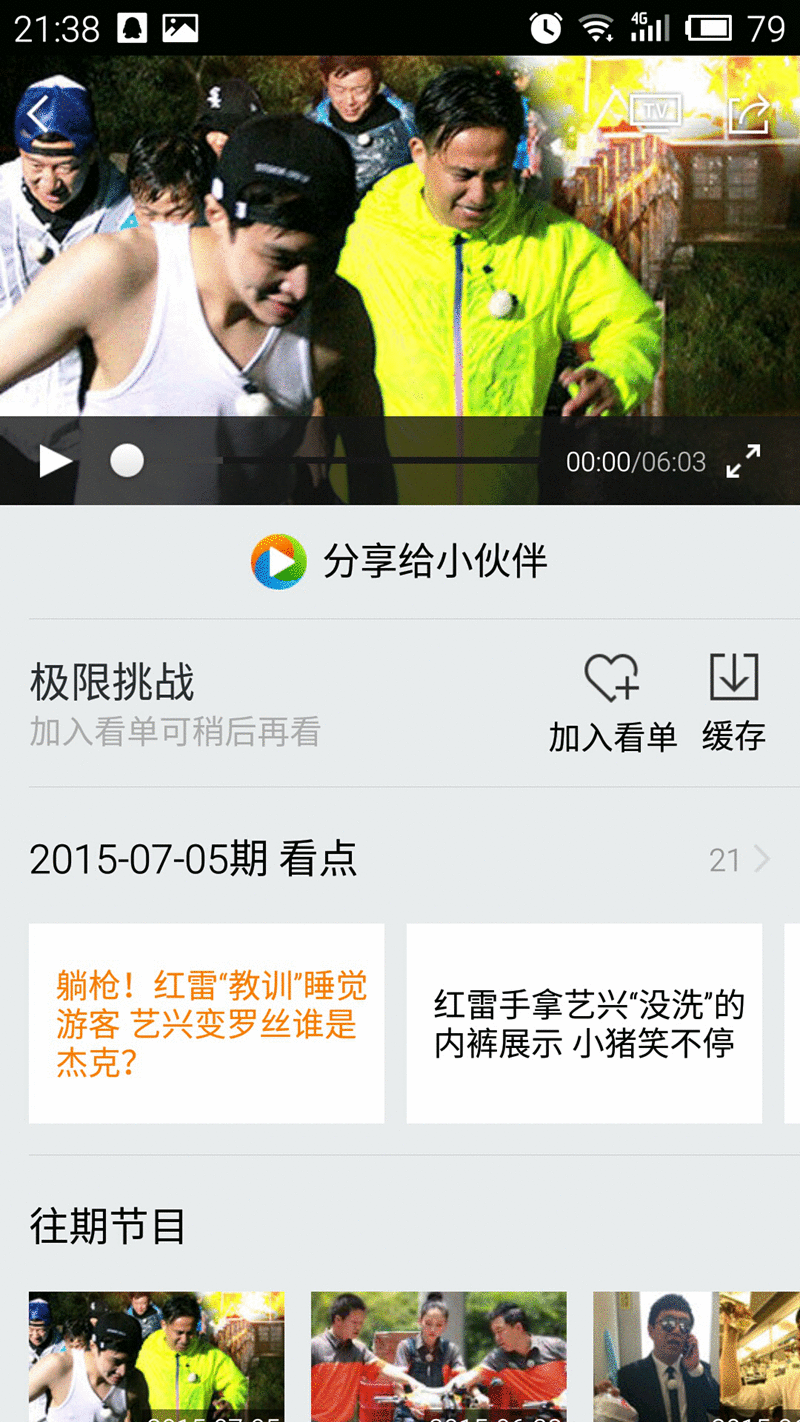 21:38
4G
79
TV
00:00/06:03
分享给小伙伴
极限挑战
加入看单可稍后再看
加入看单
缓存
2015-07-05期 看点
21
躺枪！红雷“教训”睡觉
游客 艺兴变罗丝谁是
杰克？
红雷手拿艺兴“没洗”的
内裤展示 小猪笑不停
往期节目
2015-07-05